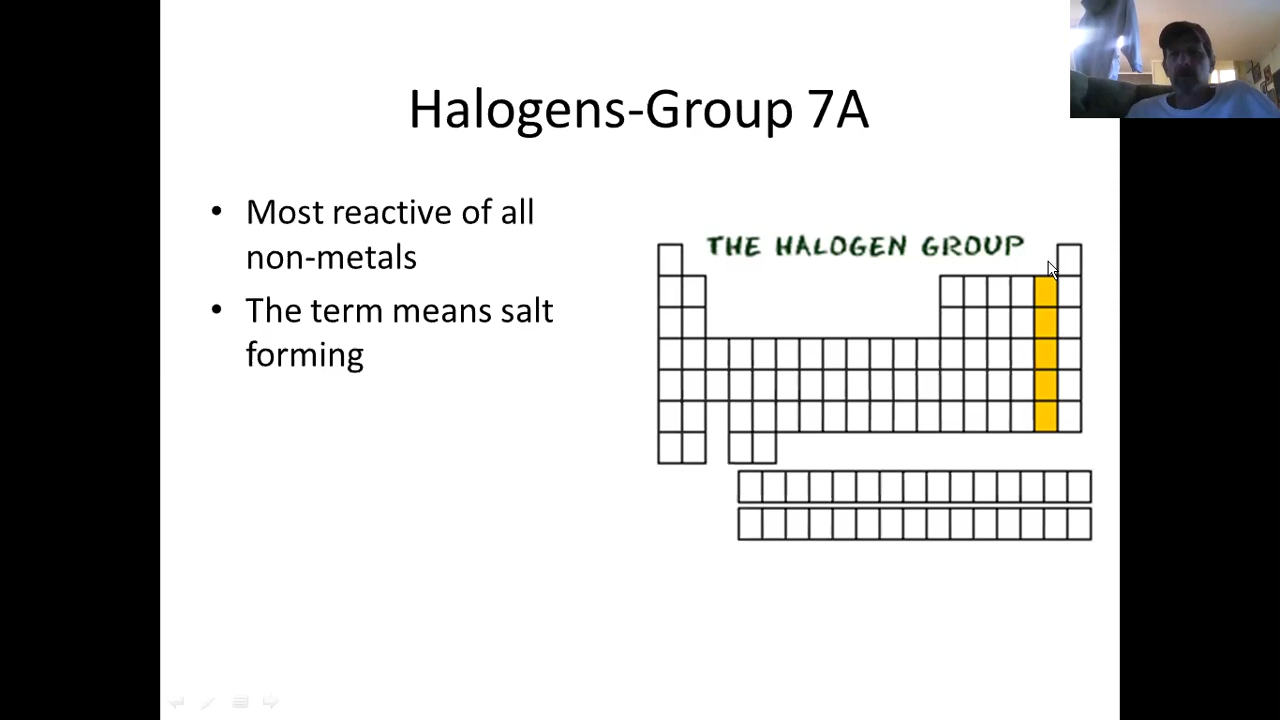 Halogens-Group 7A
• Most reactive of all
non-metals
• The term means salt
forming
THE HALOGEN GROUP